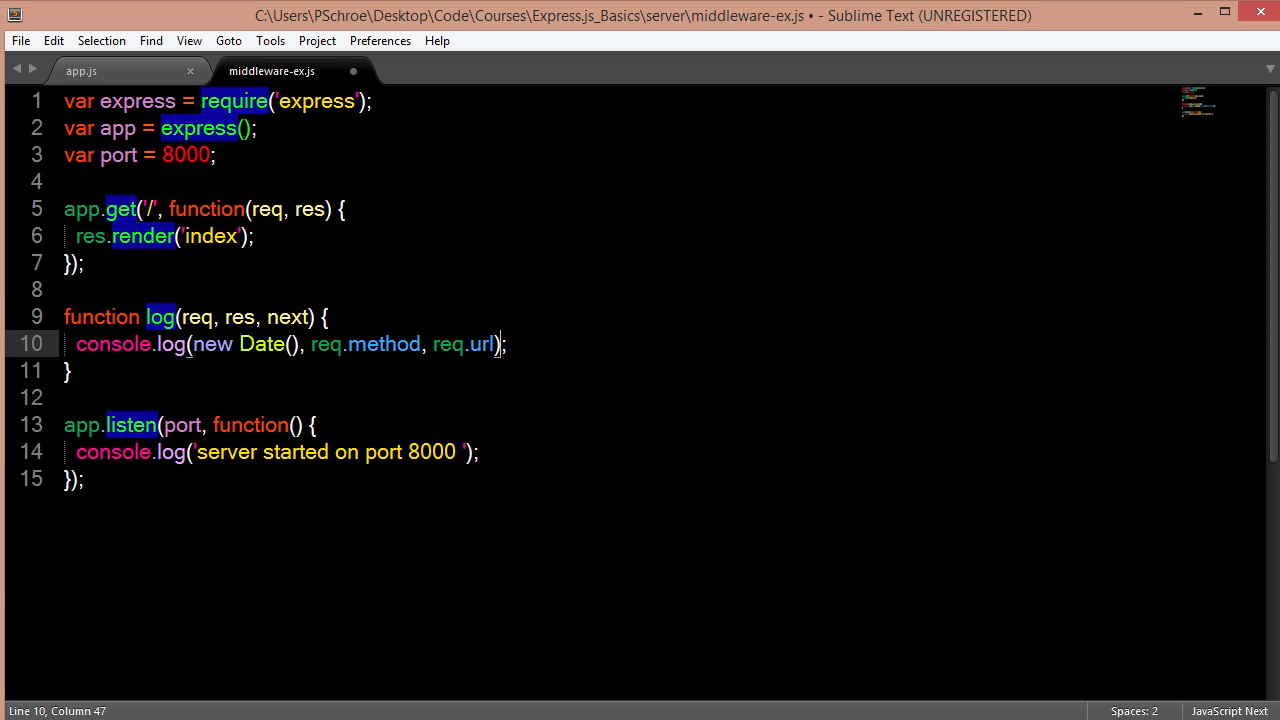 C:\Users\PSchroe\Desktop\Code\Courses\Express.js_Basics\server\middleware-ex.js • - Sublime Text (UNREGISTERED)
File Edit Selection Find View Goto Tools Project Preferences Help
app.js middleware-ex.js
1 var express = require('express');
2 var app = express();
3 var port = 8000;
4
5 app.get('/', function(req, res) {
6 res.render('index');
7 });
8
9 function log(req, res, next) {
10 console.log(new Date(), req.method, req.url);
11 }
12
13 app.listen(port, function() {
14 console.log('server started on port 8000 ');
15 });
Line 10, Column 47 Spaces: 2 JavaScript Next